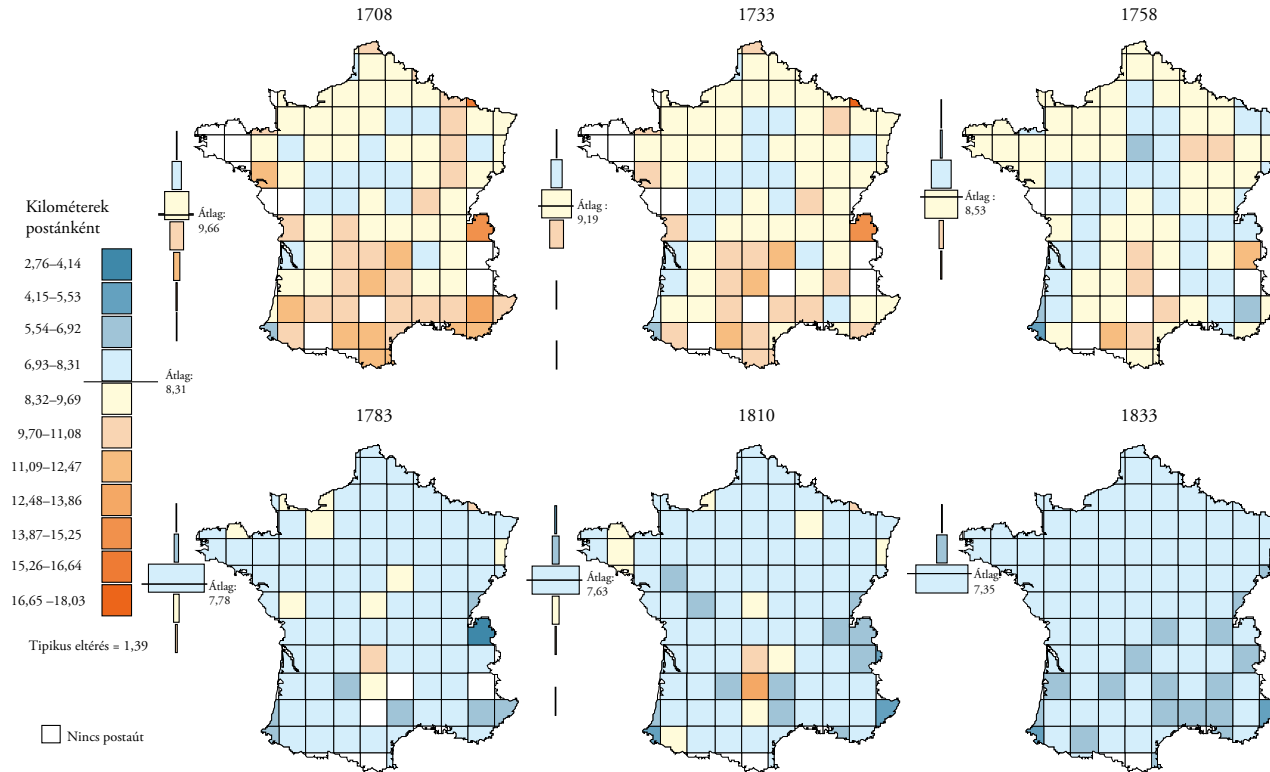 1708
1733
1758
Átlag:
9,66
Átlag :
9,19
Átlag :
8,53
Kilométerek
postánként
2,76–4,14
4,15–5,53
5,54–6,92
6,93–8,31
Átlag:
8,31
8,32–9,69
9,70–11,08
11,09–12,47
12,48–13,86
13,87–15,25
15,26–16,64
16,65 –18,03
Tipikus eltérés = 1,39
Nincs postaút
1783
1810
1833
Átlag:
7,78
Átlag:
7,63
Átlag:
7,35